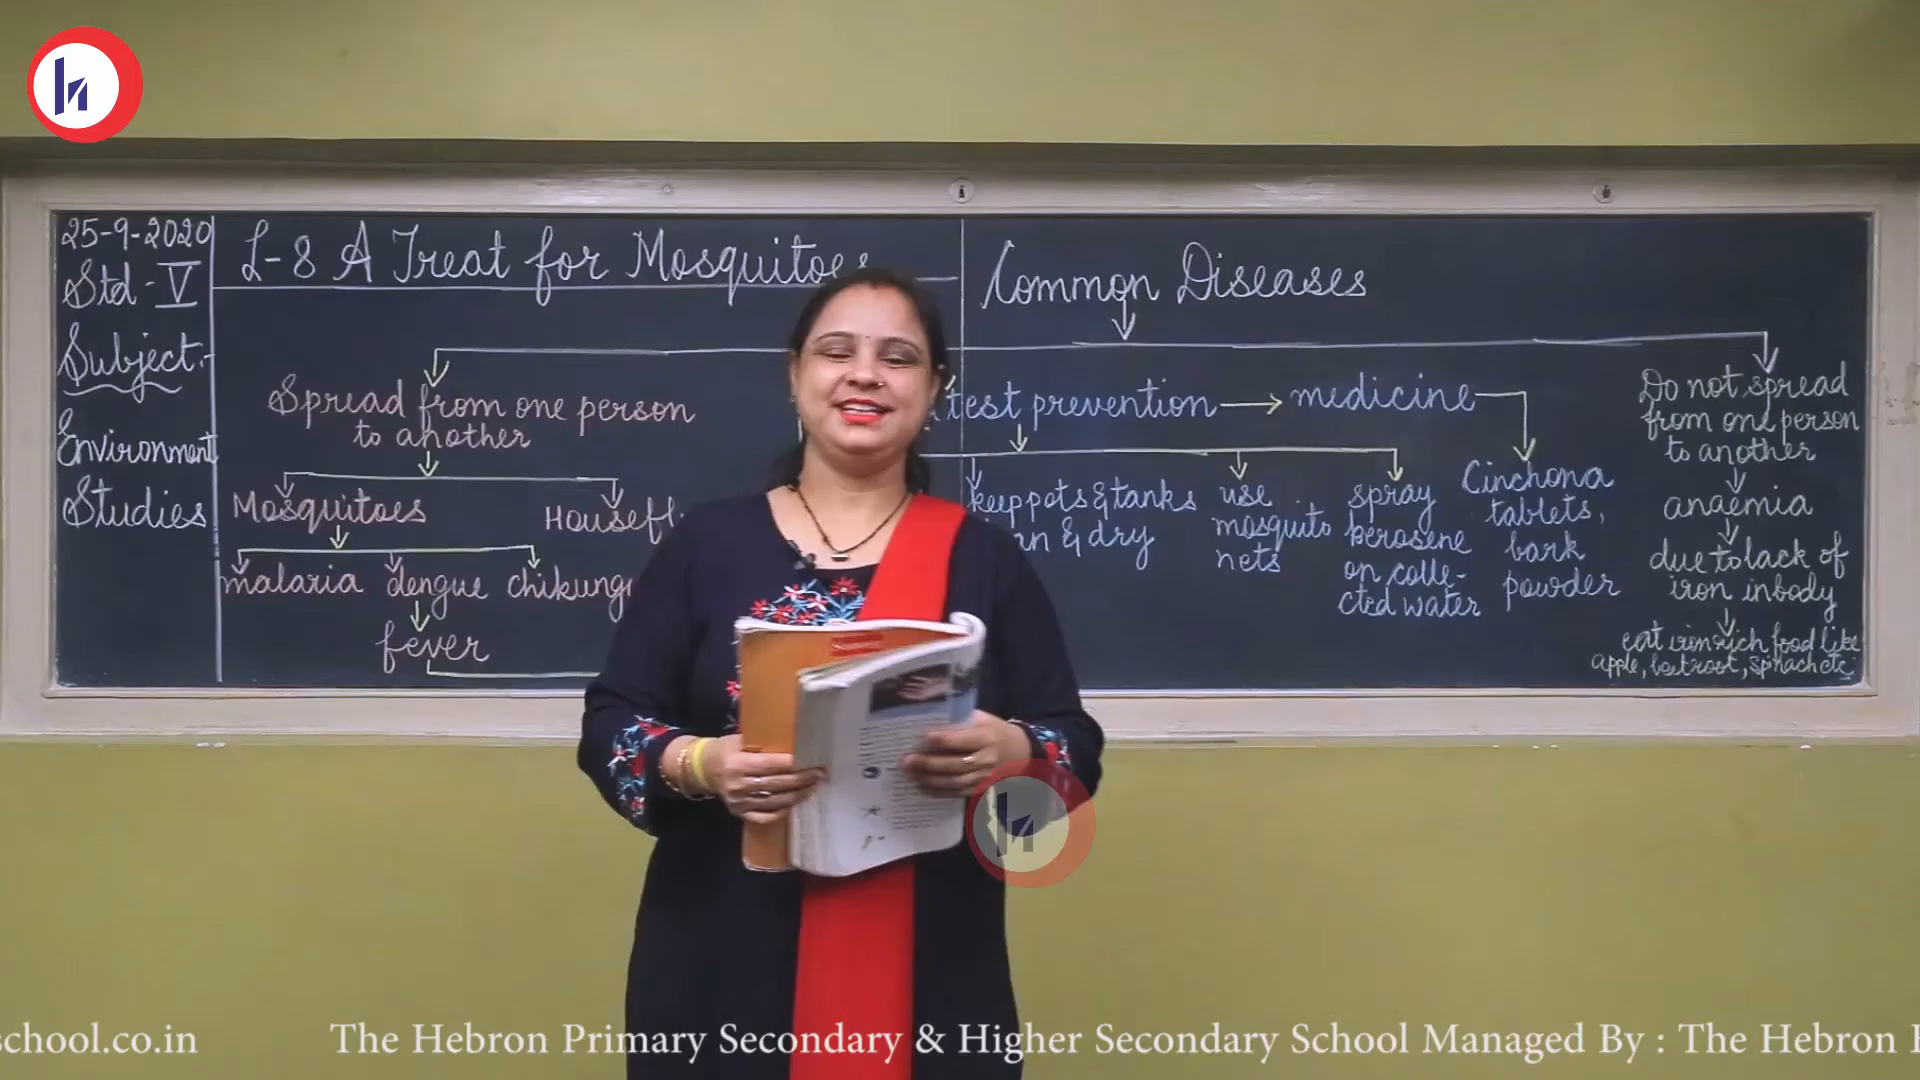 25-9-2020
Std - V
Subject:-
Environment
Studies
L-8 A Treat for Mosquitoes
Spread from one person
to another
Mosquitoes
Housefli
malaria dengue chikungu
fever
Common Diseases
test prevention → medicine
keep pots & tanks
n & dry
use
mosquito
nets
spray
kerosene
on colle-
cted water
Cinchona
tablets,
bark
powder
Do not spread
from one person
to another
anaemia
due to lack of
iron in body
eat iron rich food like
apple, beetroot, spinach etc
school.co.in The Hebron Primary Secondary & Higher Secondary School Managed By : The Hebron